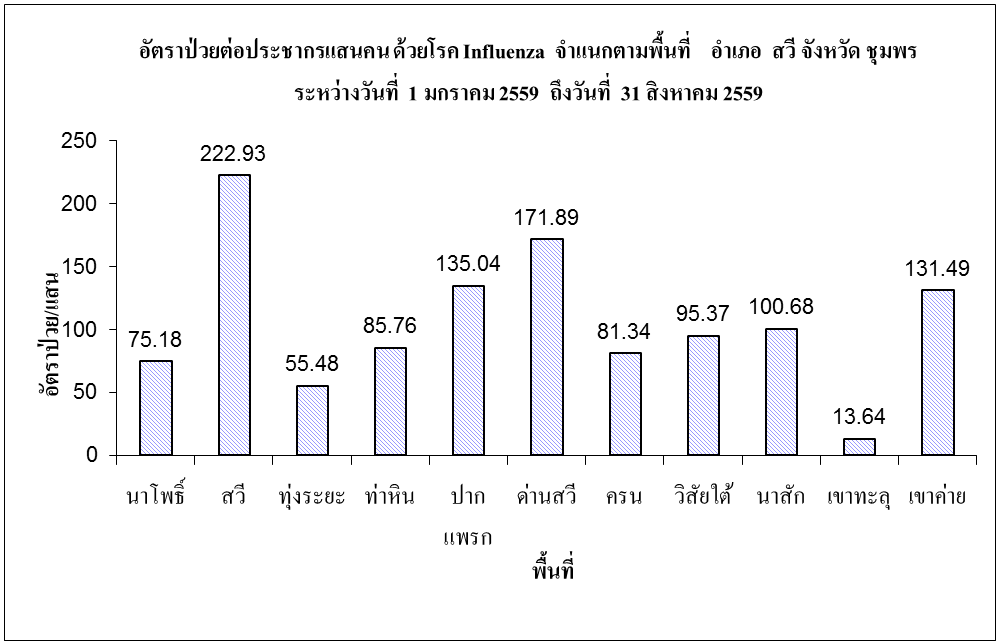 อัตราป่วยต่อประชากรแสนคน ด้วยโรค Influenza จำแนกตามพื้นที่ อำเภอ สวี จังหวัด ชุมพร
ระหว่างวันที่ 1 มกราคม 2559 ถึงวันที่ 31 สิงหาคม 2559
อัตราป่วย/แสน
250
200
150
100
50
0
75.18
222.93
55.48
85.76
135.04
171.89
81.34
95.37
100.68
13.64
131.49
นาโพธิ์
สวี
ทุ่งระยะ
ท่าหิน
ปาก
แพรก
ด่านสวี
ครน
วิสัยใต้
นาสัก
เขาทะลุ
เขาค่าย
พื้นที่